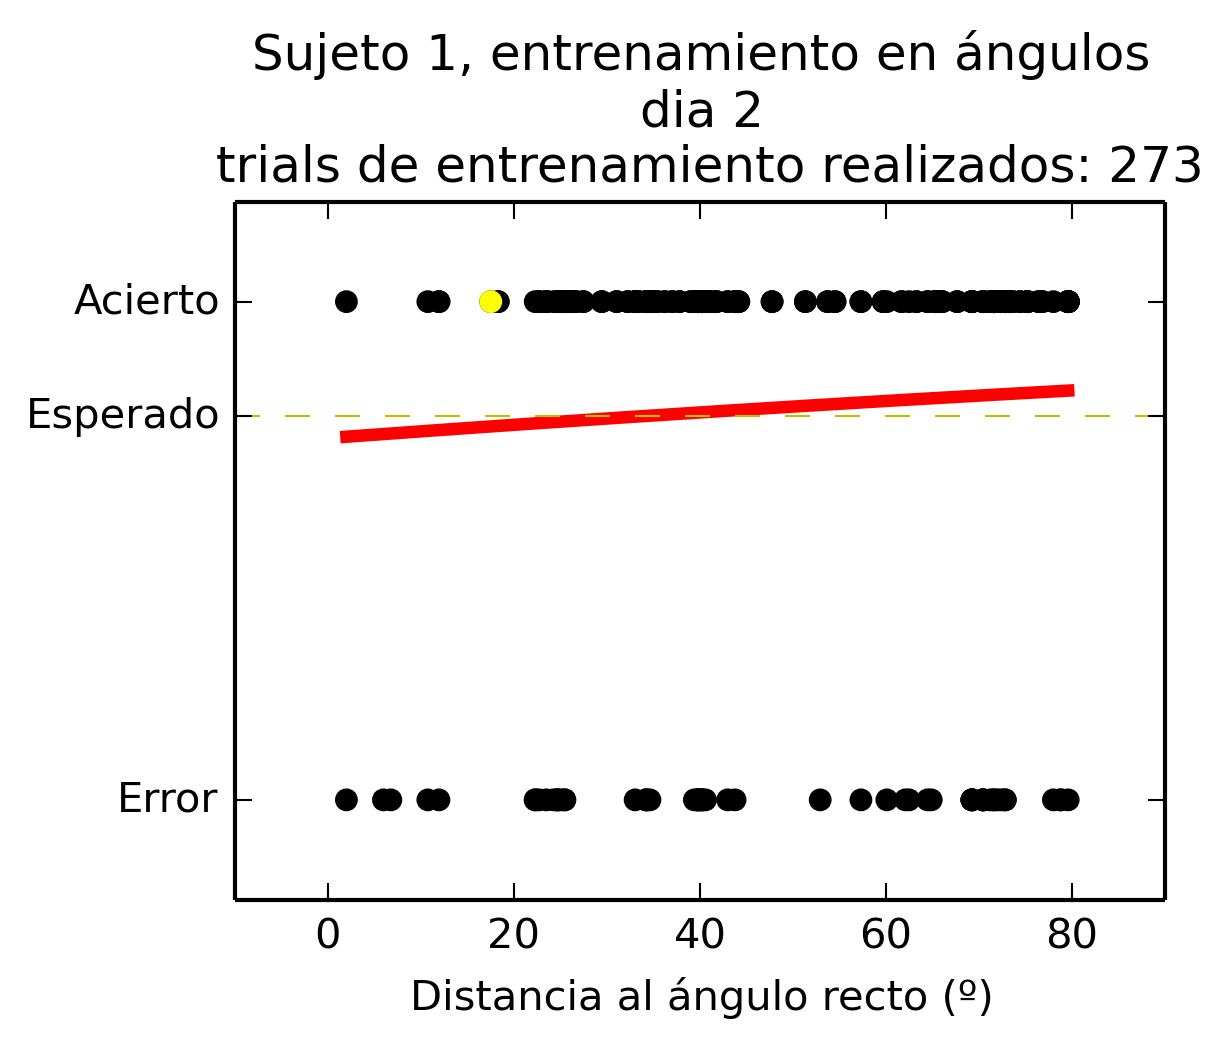 Sujeto 1, entrenamiento en ángulos
dia 2
trials de entrenamiento realizados: 273
Acierto
Esperado
Error
0 20 40 60 80
Distancia al ángulo recto (º)